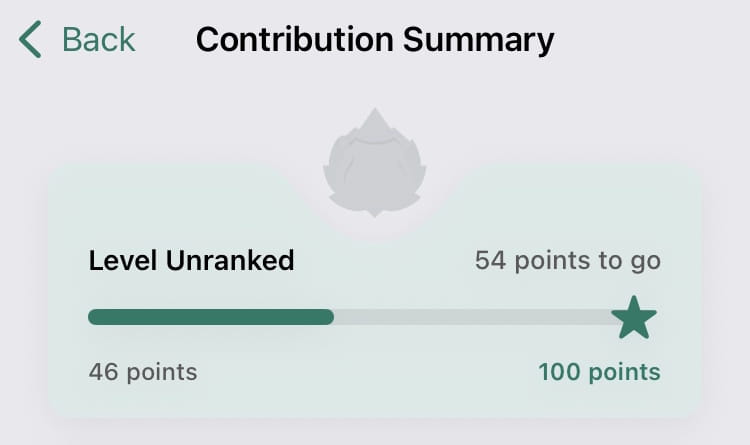 Back
Contribution Summary
Level Unranked
54 points to go
46 points
100 points